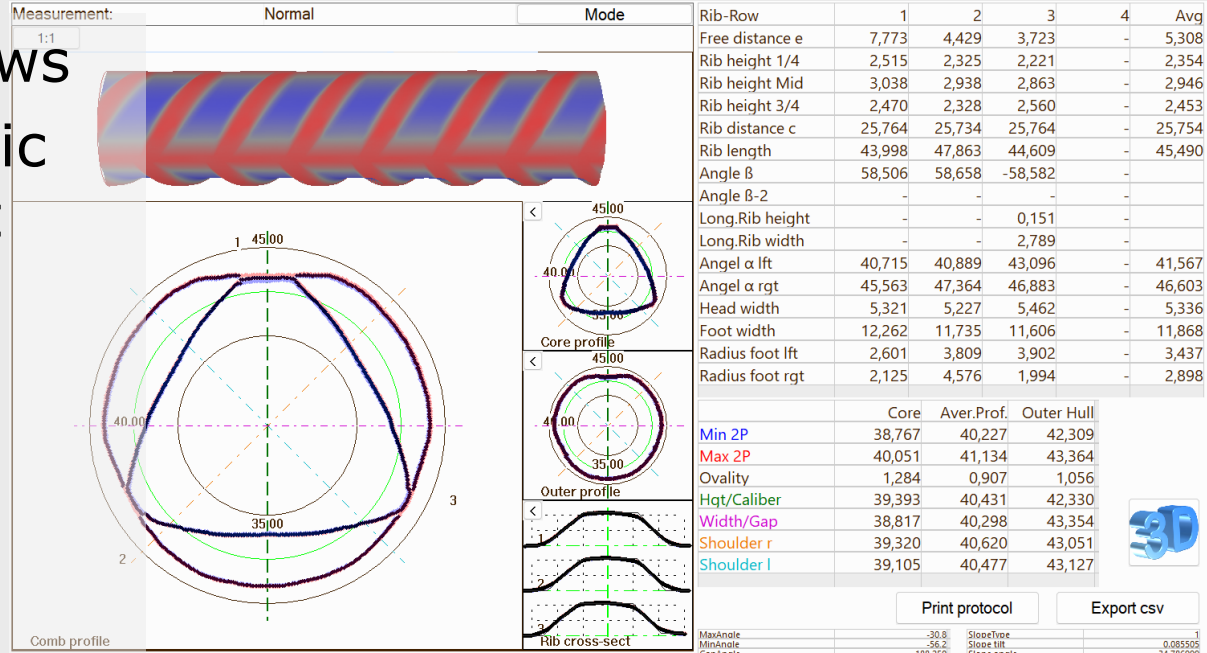 Measurement: Normal Mode
1:1
ws
ic
1 45,00
40.00
35,00
3
2
Comb profile
<
45,00
40.00
35,00
Core profile
<
45,00
40.00
35,00
Outer profile
<
1
2
3
Rib cross-sect
Rib-Row 1 2 3 4 Avg
Free distance e 7,773 4,429 3,723 - 5,308
Rib height 1/4 2,515 2,325 2,221 - 2,354
Rib height Mid 3,038 2,938 2,863 - 2,946
Rib height 3/4 2,470 2,328 2,560 - 2,453
Rib distance c 25,764 25,734 25,764 - 25,754
Rib length 43,998 47,863 44,609 - 45,490
Angle ß 58,506 58,658 -58,582 -
Angle ß-2 - - - -
Long.Rib height - - 0,151 -
Long.Rib width - - 2,789 -
Angel α lft 40,715 40,889 43,096 - 41,567
Angel α rgt 45,563 47,364 46,883 - 46,603
Head width 5,321 5,227 5,462 - 5,336
Foot width 12,262 11,735 11,606 - 11,868
Radius foot lft 2,601 3,809 3,902 - 3,437
Radius foot rgt 2,125 4,576 1,994 - 2,898
Core Aver.Prof. Outer Hull
Min 2P 38,767 40,227 42,309
Max 2P 40,051 41,134 43,364
Ovality 1,284 0,907 1,056
Hgt/Caliber 39,393 40,431 42,330
Width/Gap 38,817 40,298 43,354
Shoulder r 39,320 40,620 43,051
Shoulder l 39,105 40,477 43,127
3D
Print protocol Export csv
MaxAngle -30.8 SlopeType 1
MinAngle -56.2 Slope tilt 0.085505